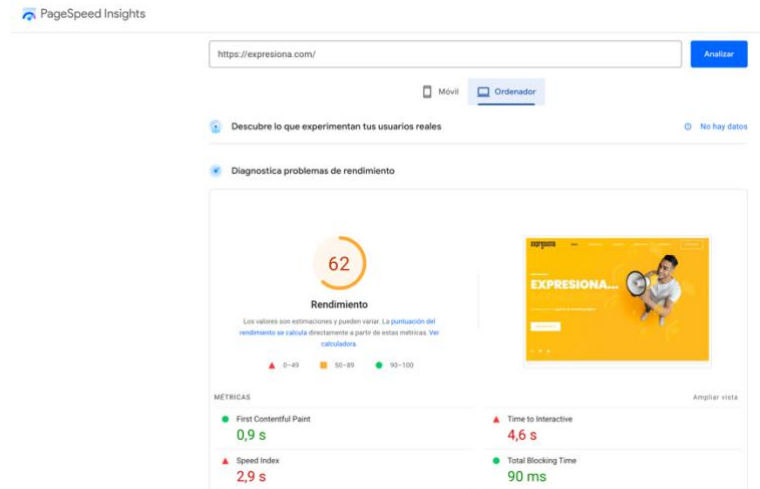 PageSpeed Insights
https://expresiona.com/
Analizar
Móvil
Ordenador
Descubre lo que experimentan tus usuarios reales
No hay datos
Diagnostica problemas de rendimiento
62
Rendimiento
Los valores son estimaciones y pueden variar. La puntuación del
rendimiento se calcula directamente a partir de estas métricas. Ver
calculadora.
0–49
50–89
90–100
EXPRESIONA...
MÉTRICAS
Ampliar vista
First Contentful Paint
0,9 s
Time to Interactive
4,6 s
Speed Index
2,9 s
Total Blocking Time
90 ms